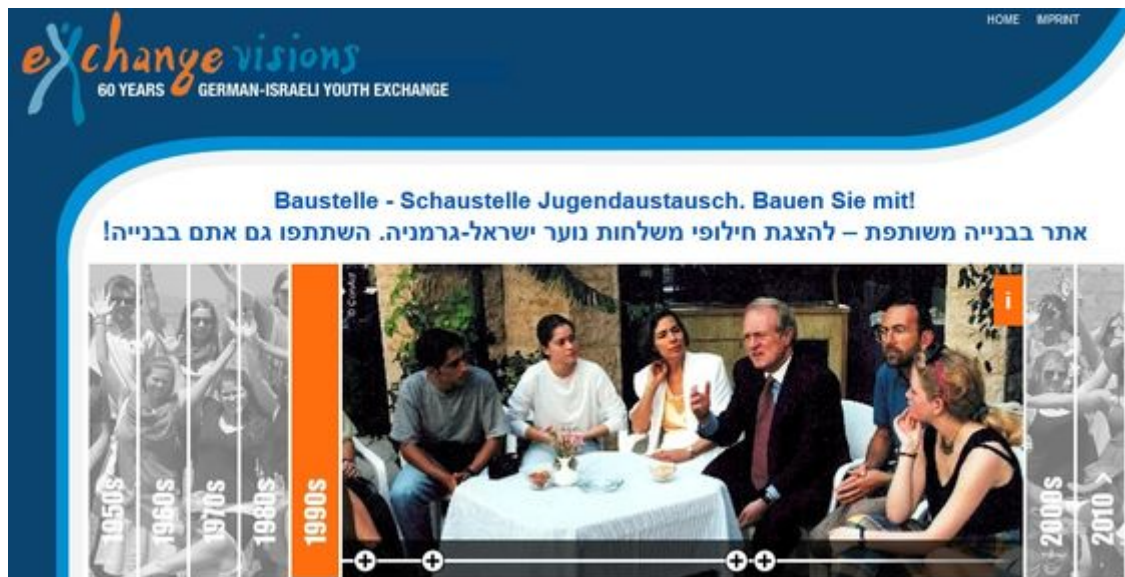 HOME IMPRINT
exchange visions
60 YEARS GERMAN-ISRAELI YOUTH EXCHANGE
Baustelle - Schaustelle Jugendaustausch. Bauen Sie mit!
אתר בבנייה משותפת – להצגת חילופי משלחות נוער ישראל-גרמניה. השתתפו גם אתם בבנייה!
© ConAct
i
1950s
1960s
1970s
1980s
1990s
2000s
2010 >